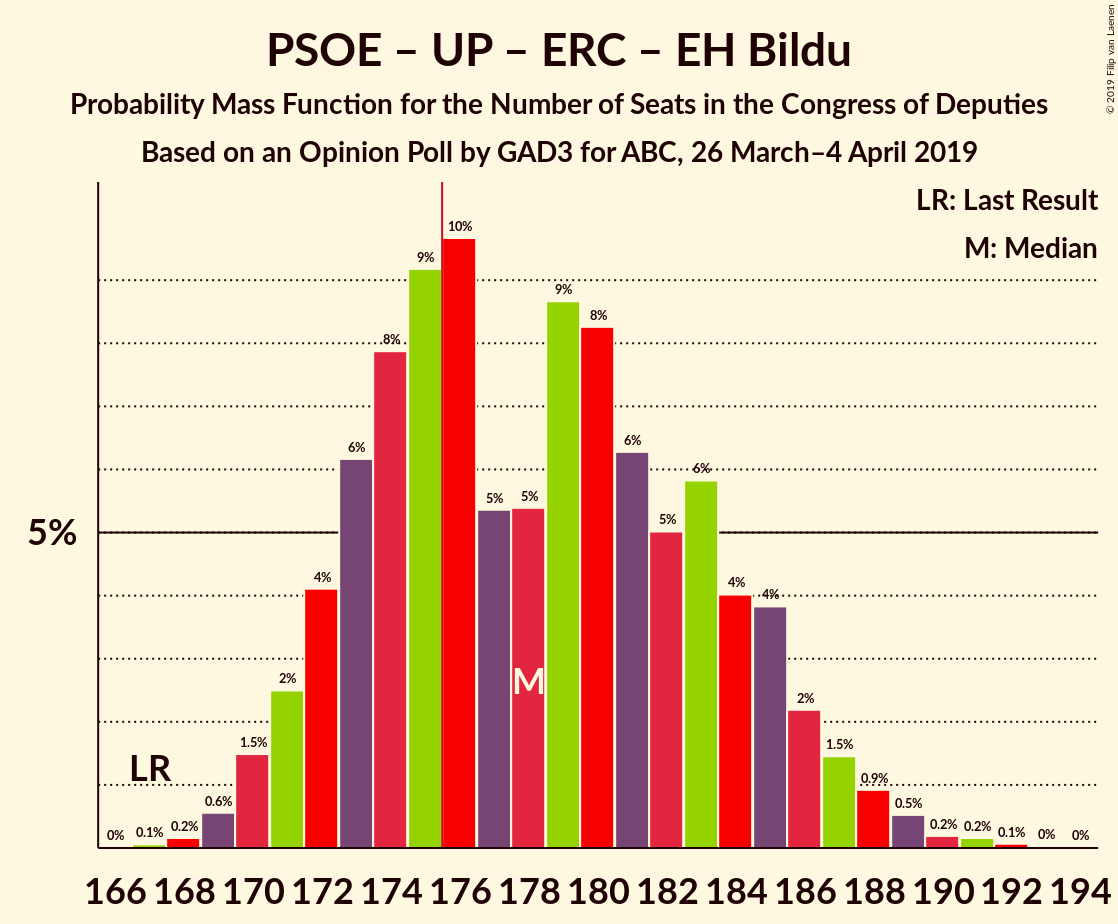 PSOE – UP – ERC – EH Bildu
Probability Mass Function for the Number of Seats in the Congress of Deputies
Based on an Opinion Poll by GAD3 for ABC, 26 March–4 April 2019
© 2019 Filip van Laenen
LR: Last Result
M: Median
5%
LR
M
0% 0.1% 0.2% 0.6% 1.5% 2% 4% 6% 8% 9% 10% 5% 5% 9% 8% 6% 5% 6% 4% 4% 2% 1.5% 0.9% 0.5% 0.2% 0.2% 0.1% 0% 0%
166 168 170 172 174 176 178 180 182 184 186 188 190 192 194